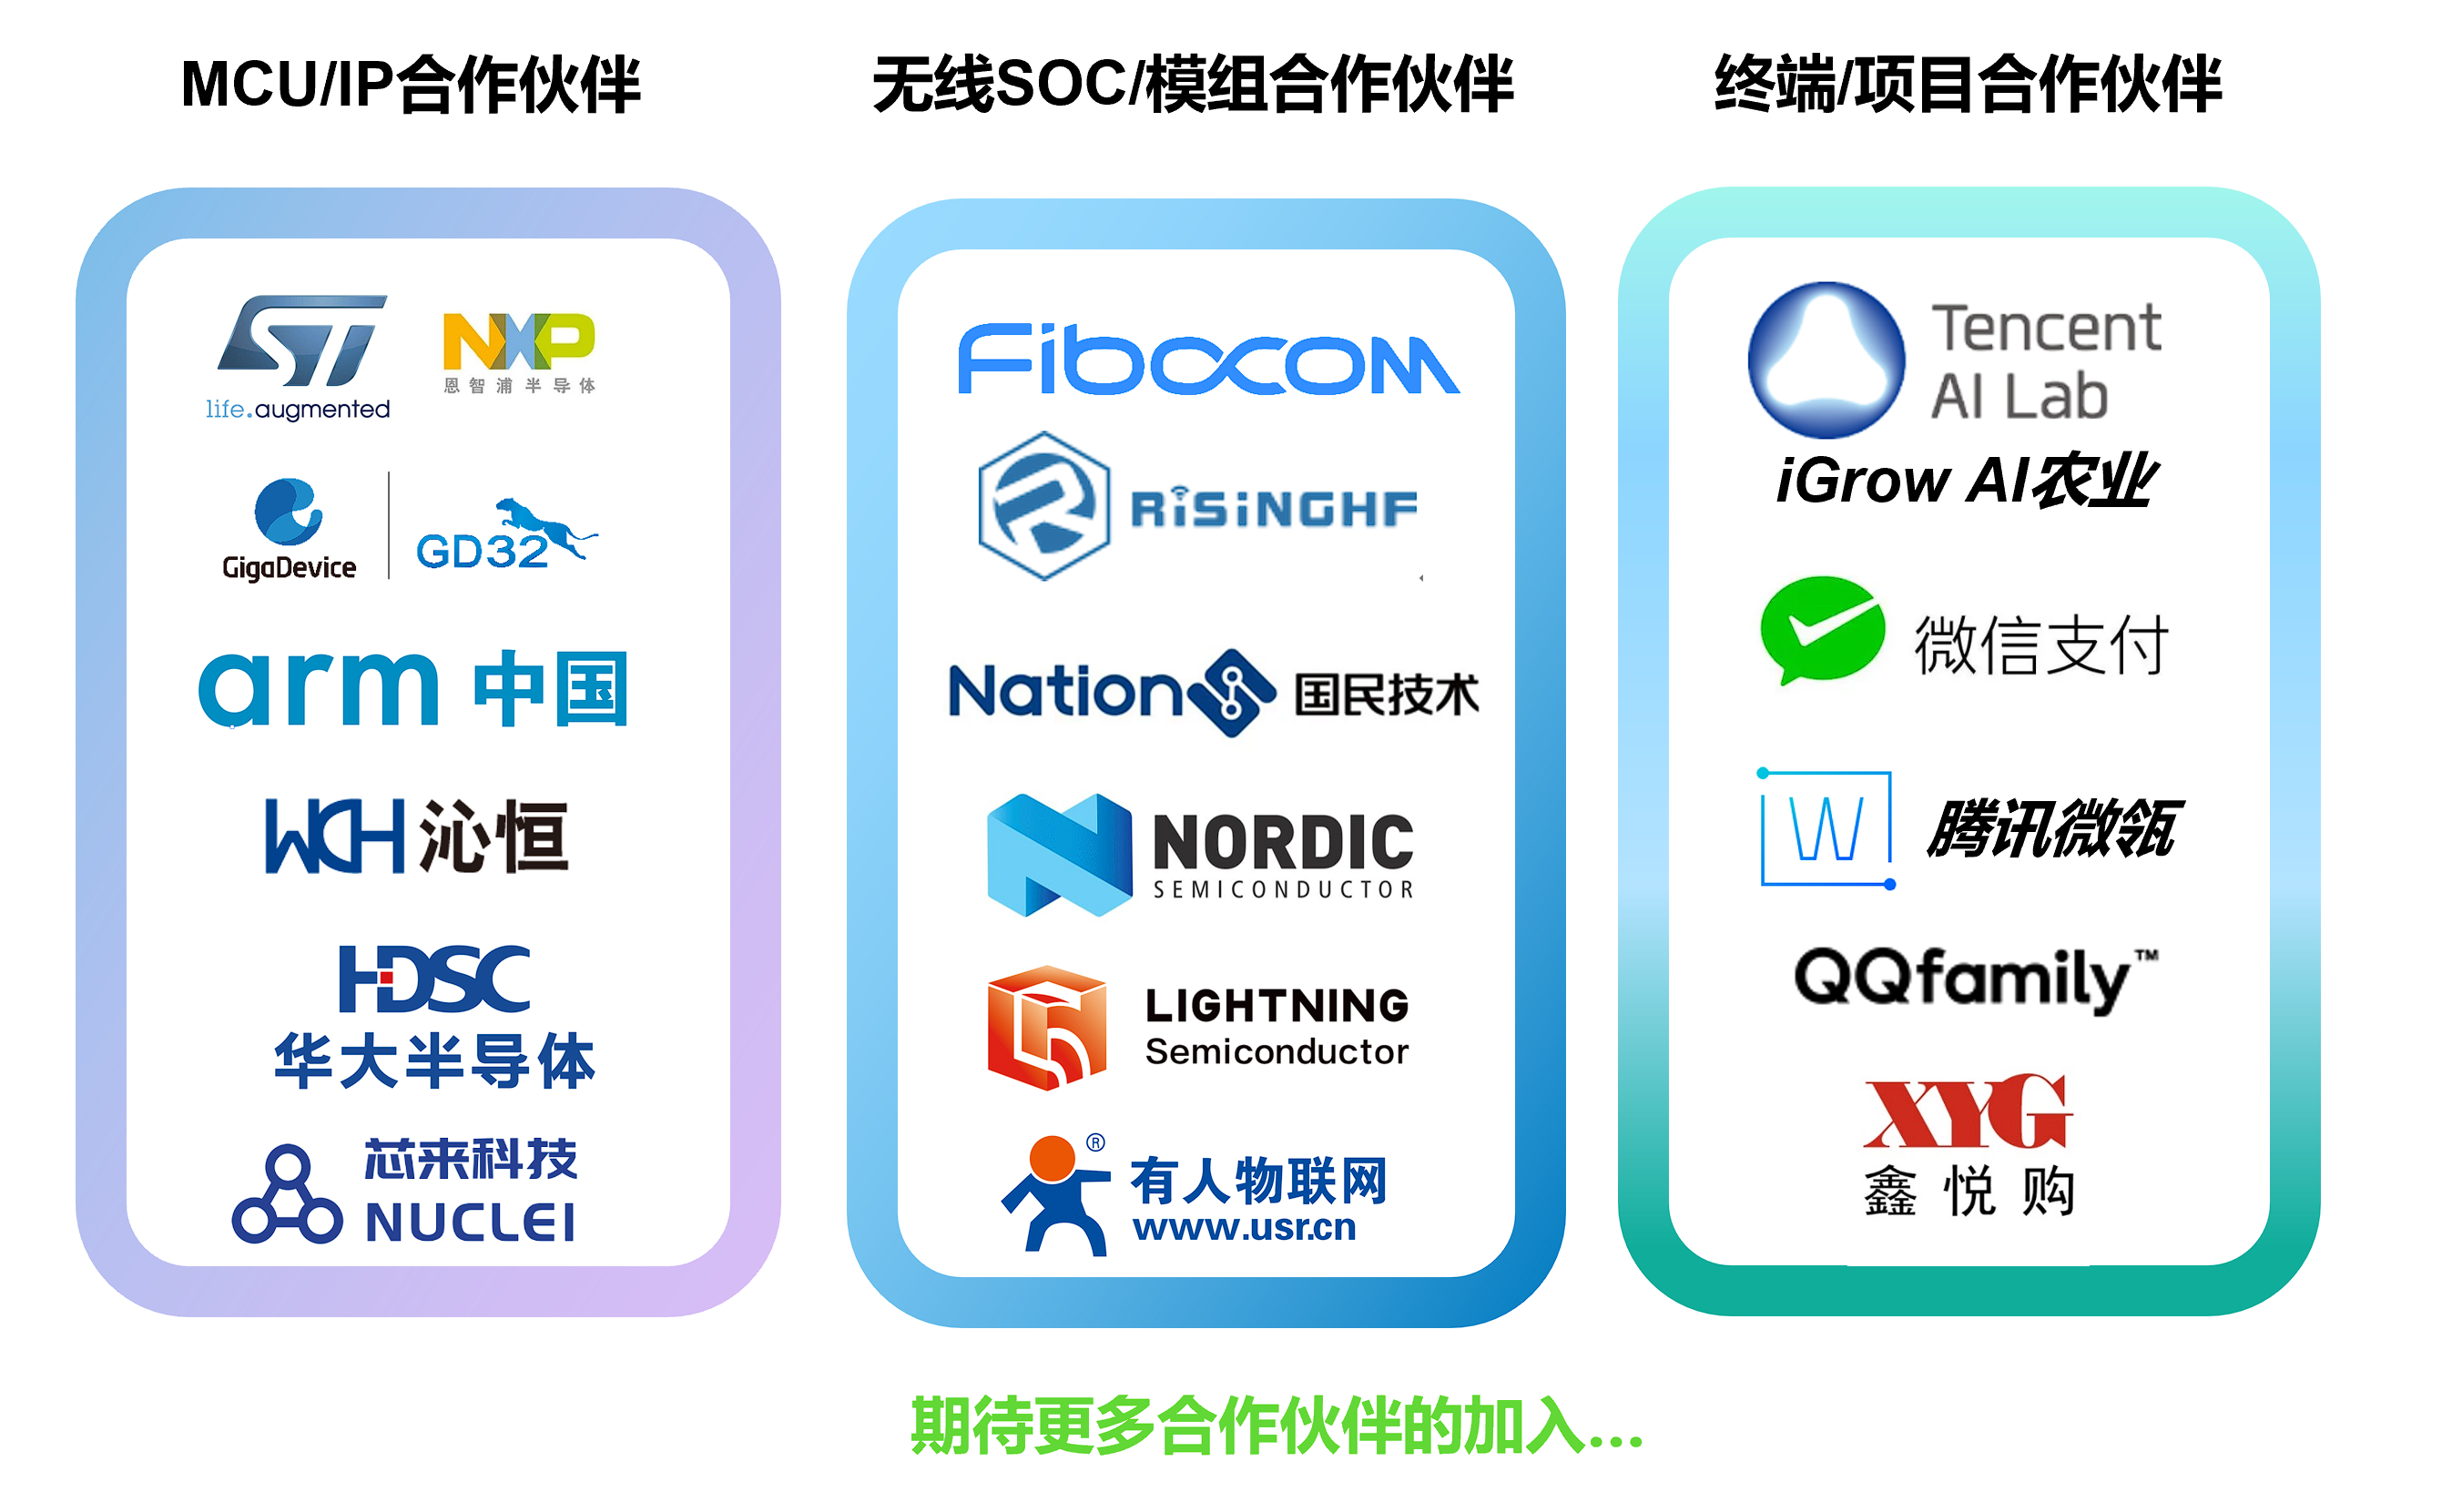 MCU/IP合作伙伴
ST
life.augmented
NXP
恩智浦半导体
GigaDevice
GD32
arm 中国
WCH 沁恒
HDSC
华大半导体
芯来科技
NUCLEI
无线SOC/模组合作伙伴
Fibocom
RiSiNGHF
Nation 国民技术
NORDIC
SEMICONDUCTOR
LIGHTNING
Semiconductor
®
有人物联网
www.usr.cn
终端/项目合作伙伴
Tencent
AI Lab
iGrow AI农业
微信支付
W
腾讯微瓴
QQfamily™
XYG
鑫悦购
期待更多合作伙伴的加入...